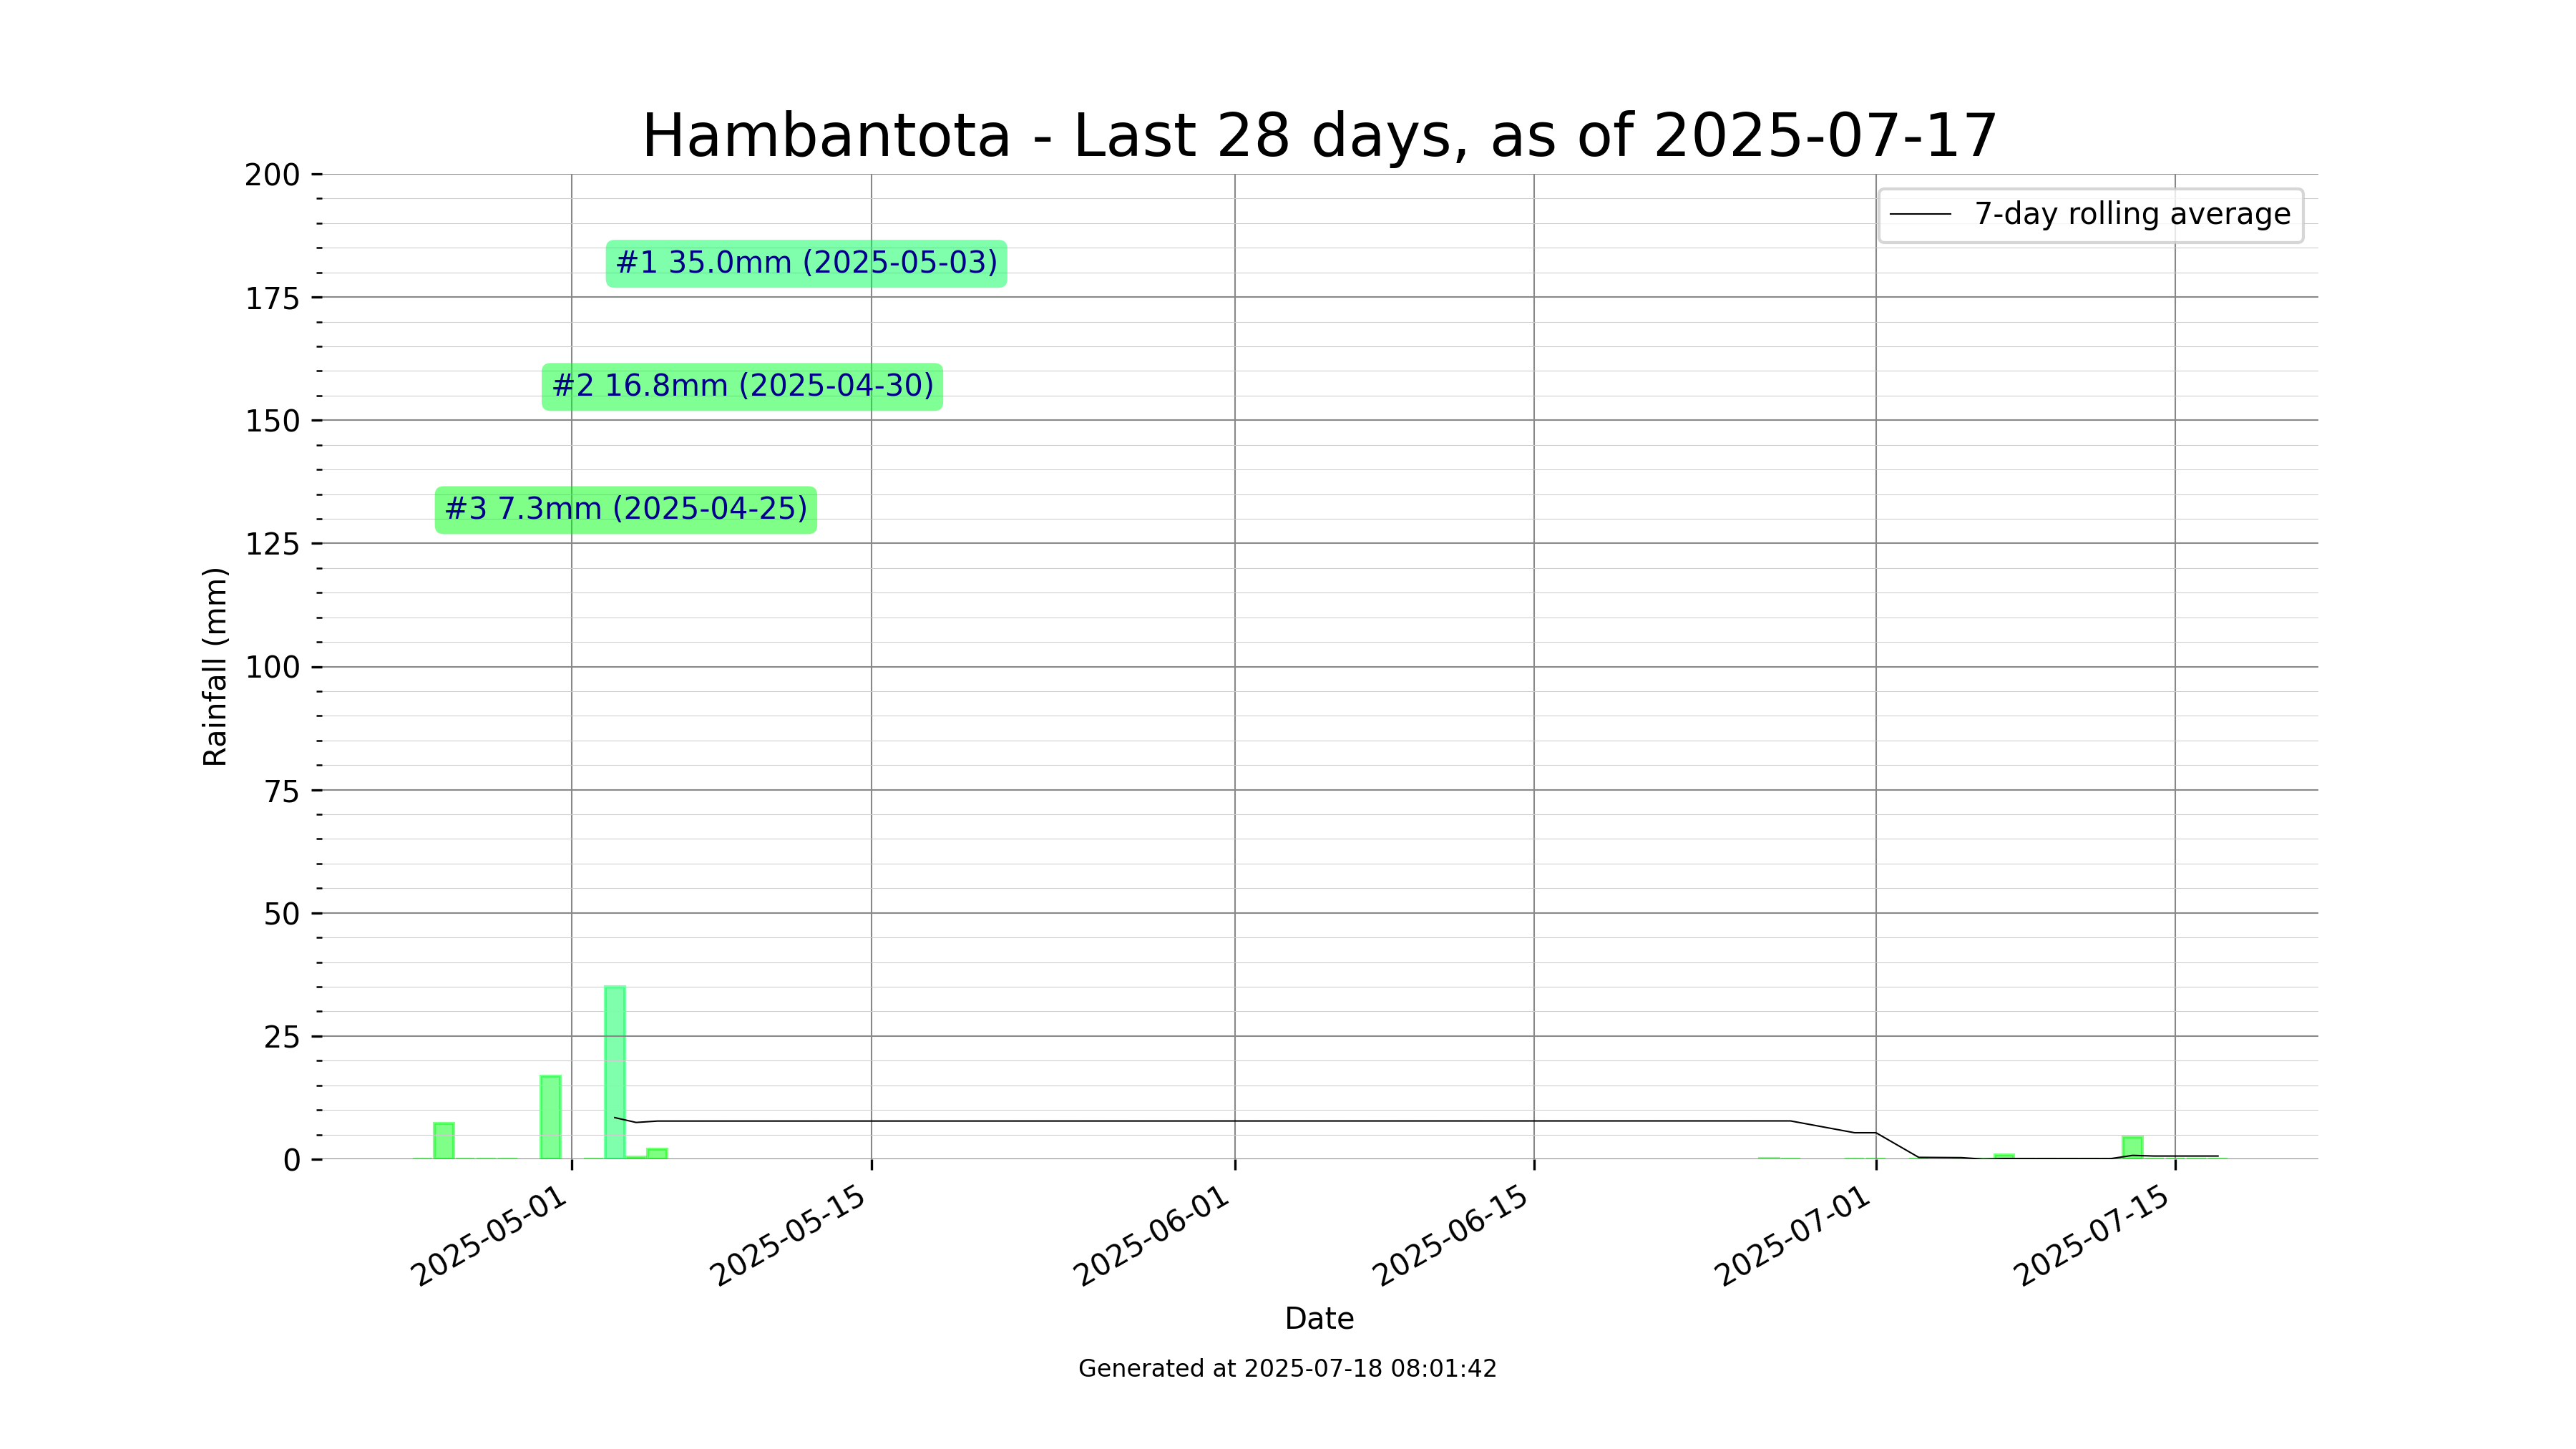 Hambantota - Last 28 days, as of 2025-07-17
200
175
150
125
100
75
50
25
0
Rainfall (mm)
7-day rolling average
#1 35.0mm (2025-05-03)
#2 16.8mm (2025-04-30)
#3 7.3mm (2025-04-25)
2025-05-01
2025-05-15
2025-06-01
2025-06-15
2025-07-01
2025-07-15
Date
Generated at 2025-07-18 08:01:42